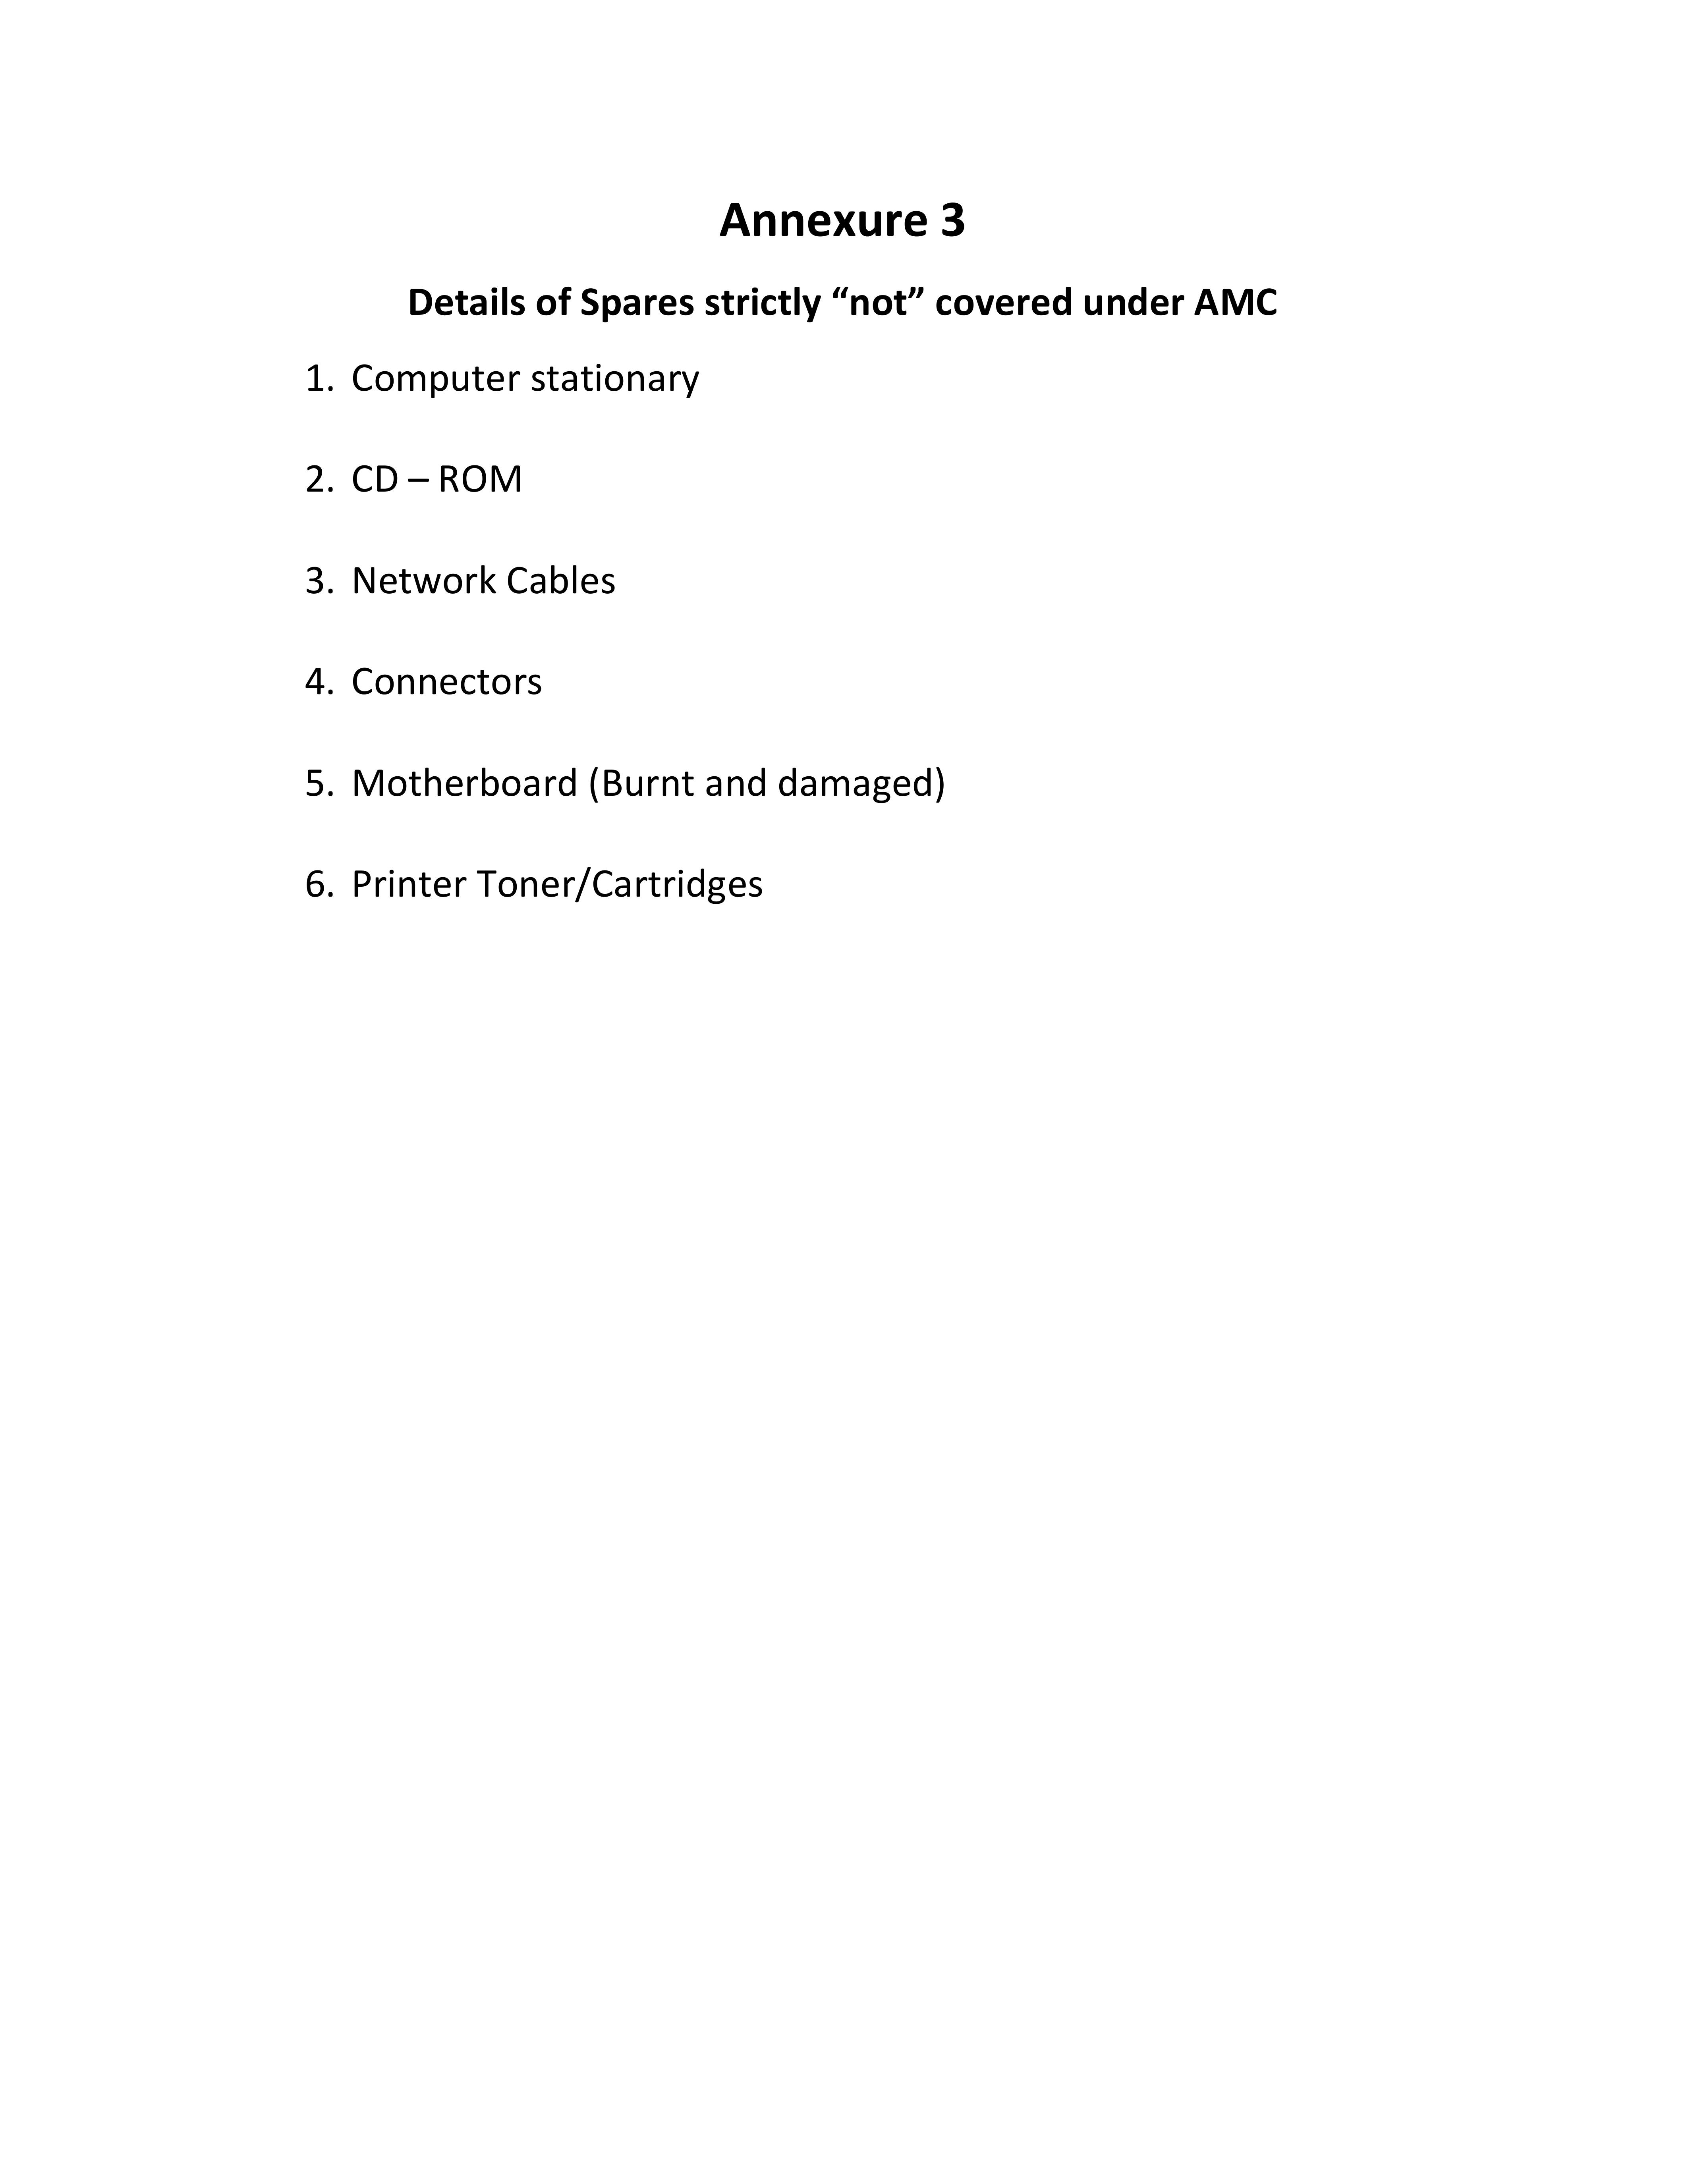 Annexure 3
Details of Spares strictly “not” covered under AMC
1. Computer stationary
2. CD – ROM
3. Network Cables
4. Connectors
5. Motherboard (Burnt and damaged)
6. Printer Toner/Cartridges